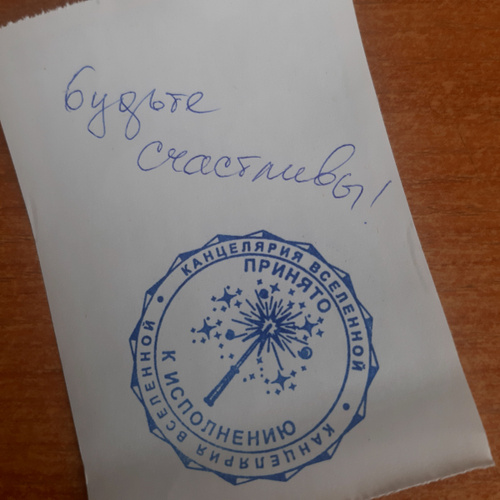 будьте
счастливы!
КАНЦЕЛЯРИЯ ВСЕЛЕННОЙ
ПРИНЯТО
К ИСПОЛНЕНИЮ
КАНЦЕЛЯРИЯ ВСЕЛЕННОЙ